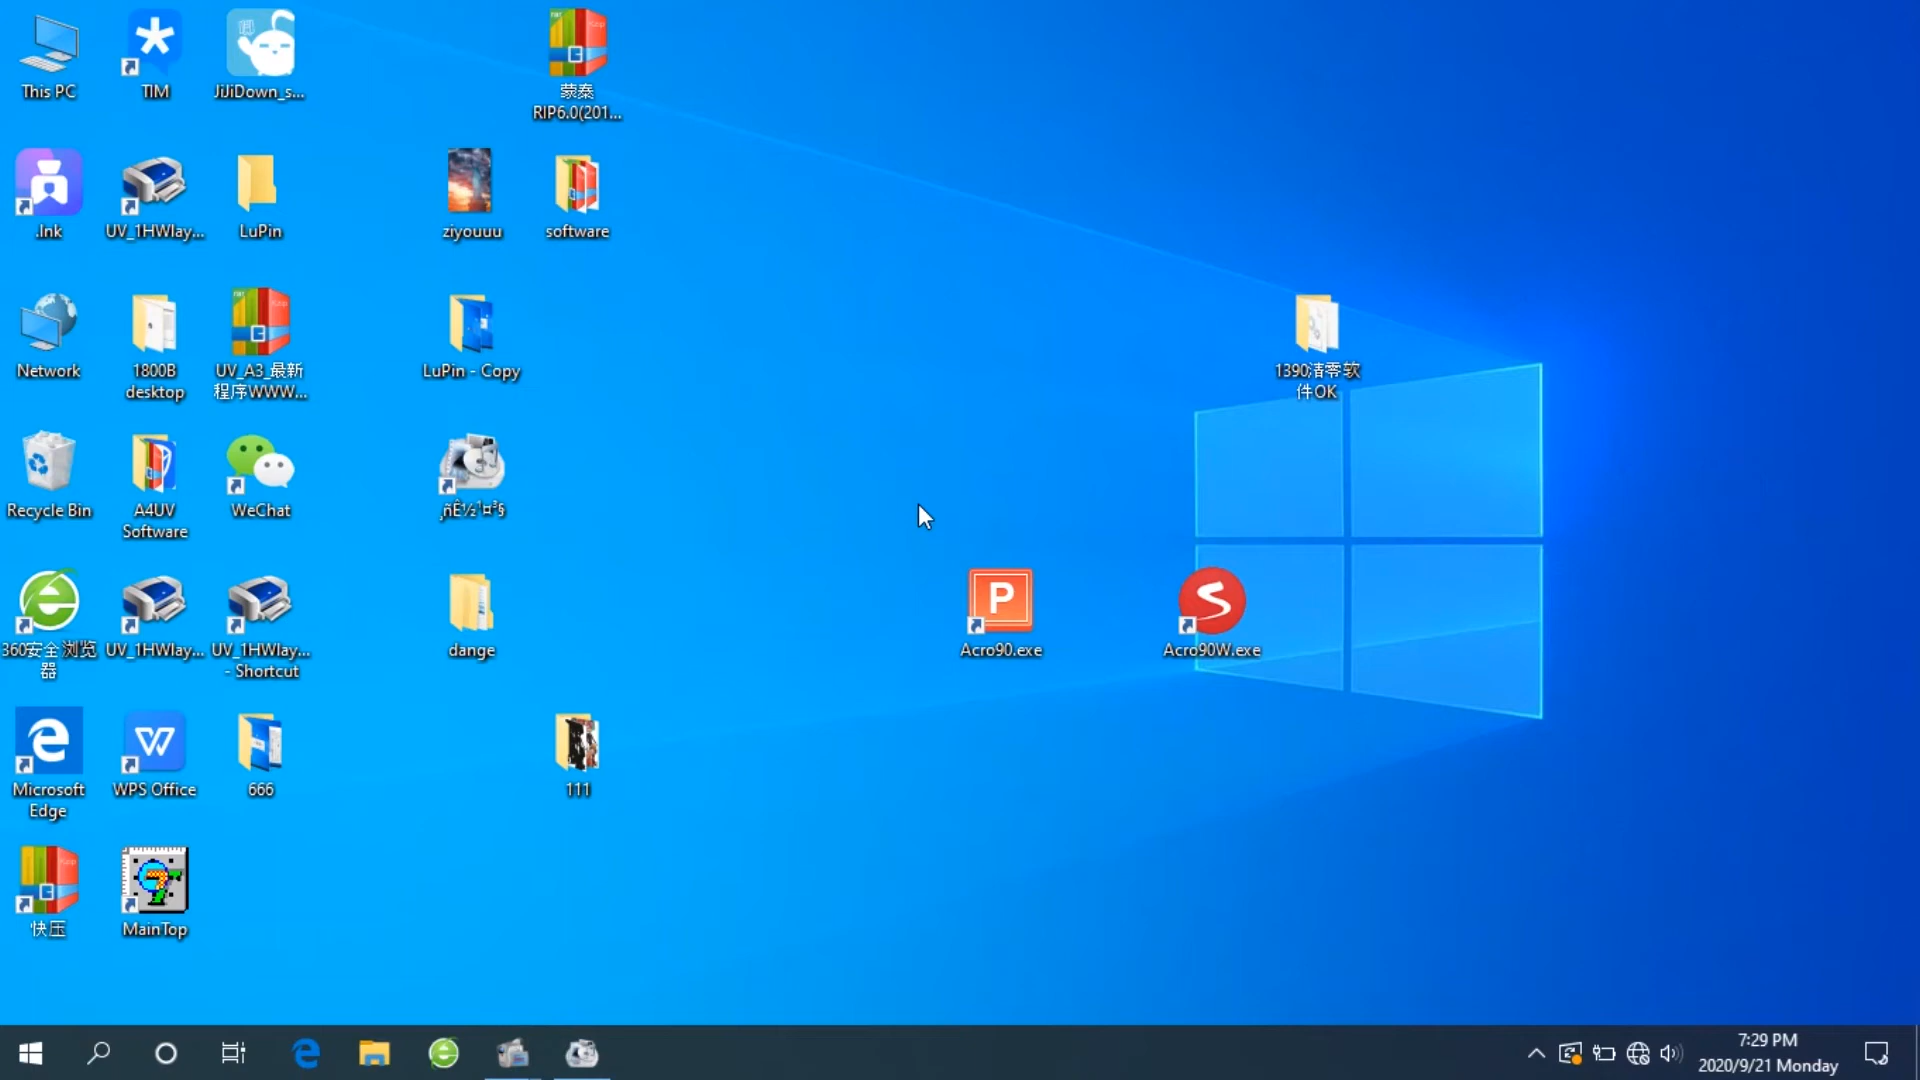 This PC
TIM
JiJiDown_s...
蒙泰
RIP6.0(201...
.lnk
UV_1HWlay...
LuPin
ziyouuu
software
Network
1800B
desktop
UV_A3_最新
程序WWW...
LuPin - Copy
1390清零软
件OK
Recycle Bin
A4UV
Software
WeChat
¸ñÊ½¹¤³§
360安全浏览
器
UV_1HWlay...
UV_1HWlay...
- Shortcut
dange
Acro90.exe
Acro90W.exe
Microsoft
Edge
WPS Office
666
111
快压
MainTop
7:29 PM
2020/9/21 Monday